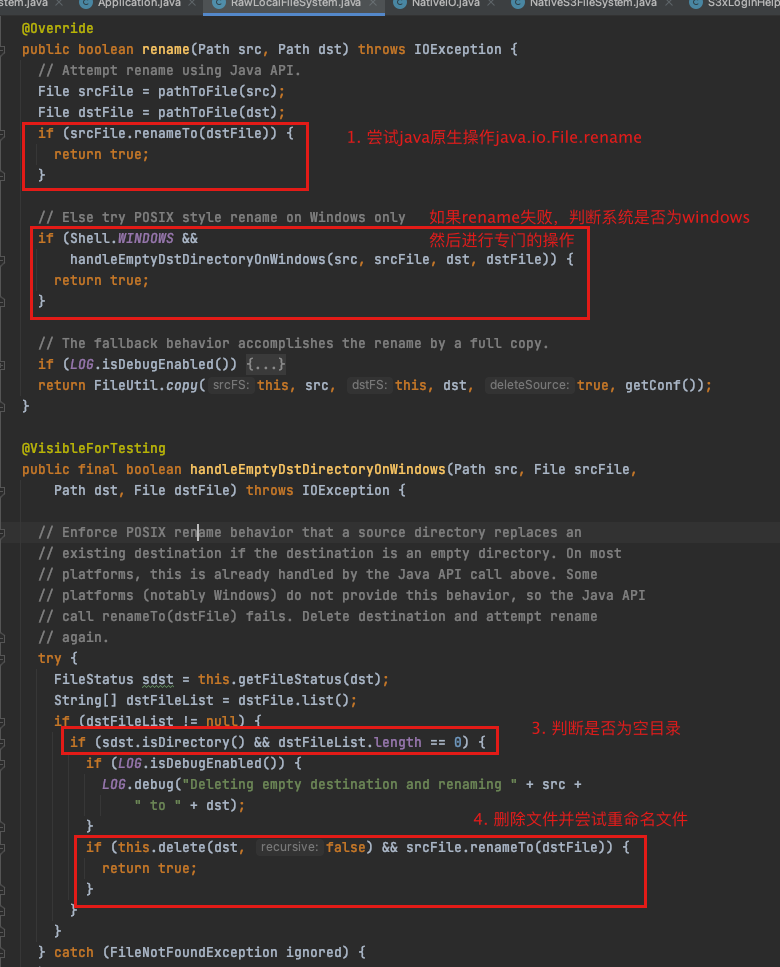 stem.java × Application.java × RawLocalFileSystem.java × NativeIO.java × NativeS3FileSystem.java × S3xLoginHelp
@Override
public boolean rename(Path src, Path dst) throws IOException {
// Attempt rename using Java API.
File srcFile = pathToFile(src);
File dstFile = pathToFile(dst);
if (srcFile.renameTo(dstFile)) { 1. 尝试java原生操作java.io.File.rename
return true;
}
// Else try POSIX style rename on Windows only 如果rename失败，判断系统是否为windows
if (Shell.WINDOWS && 然后进行专门的操作
handleEmptyDstDirectoryOnWindows(src, srcFile, dst, dstFile)) {
return true;
}
// The fallback behavior accomplishes the rename by a full copy.
if (LOG.isDebugEnabled()) {...}
return FileUtil.copy( srcFS: this, src, dstFS: this, dst, deleteSource: true, getConf());
}
@VisibleForTesting
public final boolean handleEmptyDstDirectoryOnWindows(Path src, File srcFile,
Path dst, File dstFile) throws IOException {
// Enforce POSIX rename behavior that a source directory replaces an
// existing destination if the destination is an empty directory. On most
// platforms, this is already handled by the Java API call above. Some
// platforms (notably Windows) do not provide this behavior, so the Java API
// call renameTo(dstFile) fails. Delete destination and attempt rename
// again.
try {
FileStatus sdst = this.getFileStatus(dst);
String[] dstFileList = dstFile.list();
if (dstFileList != null) {
if (sdst.isDirectory() && dstFileList.length == 0) { 3. 判断是否为空目录
if (LOG.isDebugEnabled()) {
LOG.debug("Deleting empty destination and renaming " + src +
" to " + dst);
} 4. 删除文件并尝试重命名文件
if (this.delete(dst, recursive: false) && srcFile.renameTo(dstFile)) {
return true;
}
}
}
} catch (FileNotFoundException ignored) {